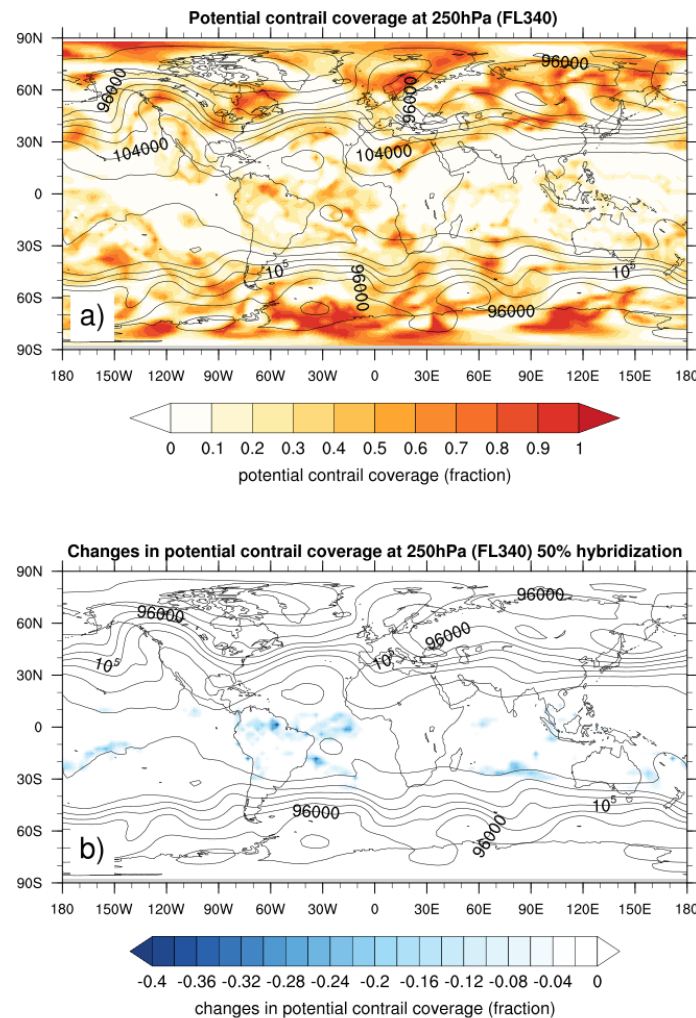 Potential contrail coverage at 250hPa (FL340)
90N
60N
30N
0
30S
60S
90S
96000
96000
104000
104000
10⁵
96000
10⁵
96000
a)
180 150W 120W 90W 60W 30W 0 30E 60E 90E 120E 150E 180
0 0.1 0.2 0.3 0.4 0.5 0.6 0.7 0.8 0.9 1
potential contrail coverage (fraction)
Changes in potential contrail coverage at 250hPa (FL340) 50% hybridization
90N
60N
30N
0
30S
60S
90S
96000
96000
96000
10⁵
10⁵
10⁵
96000
96000
b)
180 150W 120W 90W 60W 30W 0 30E 60E 90E 120E 150E 180
-0.4 -0.36 -0.32 -0.28 -0.24 -0.2 -0.16 -0.12 -0.08 -0.04 0
changes in potential contrail coverage (fraction)